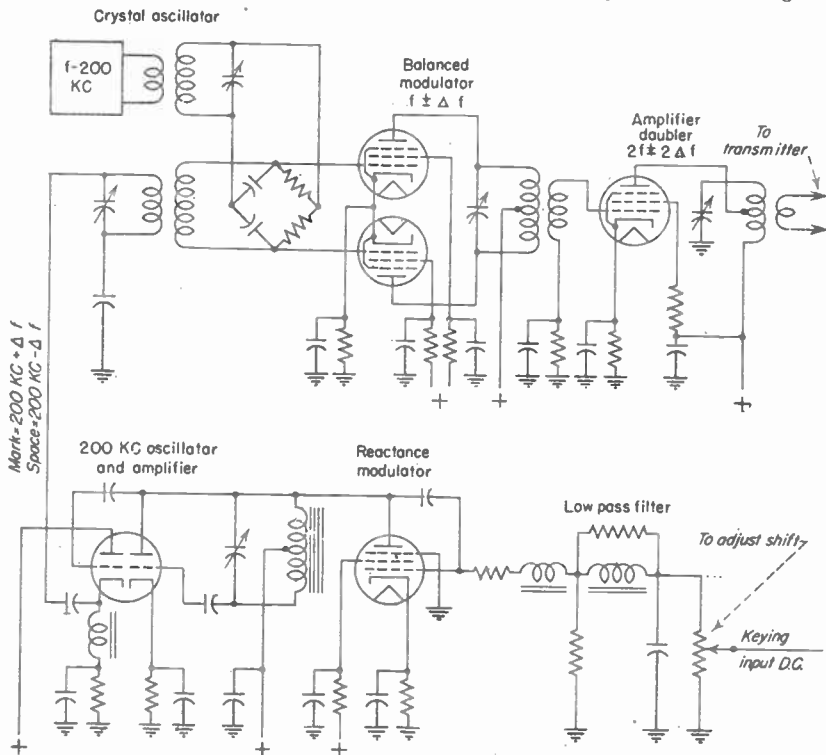 Crystal oscillator
f-200
KC
Balanced
modulator
f ± Δ f
Amplifier
daubler
2f ± 2 Δ f
To
transmitter
+
+
+
Mark=200 KC + Δ f
Space=200 KC - Δ f
200 KC oscillator
and amplifier
Reactance
modulator
Low pass filter
To adjust shift
Keying
input D.C.
+
+
+